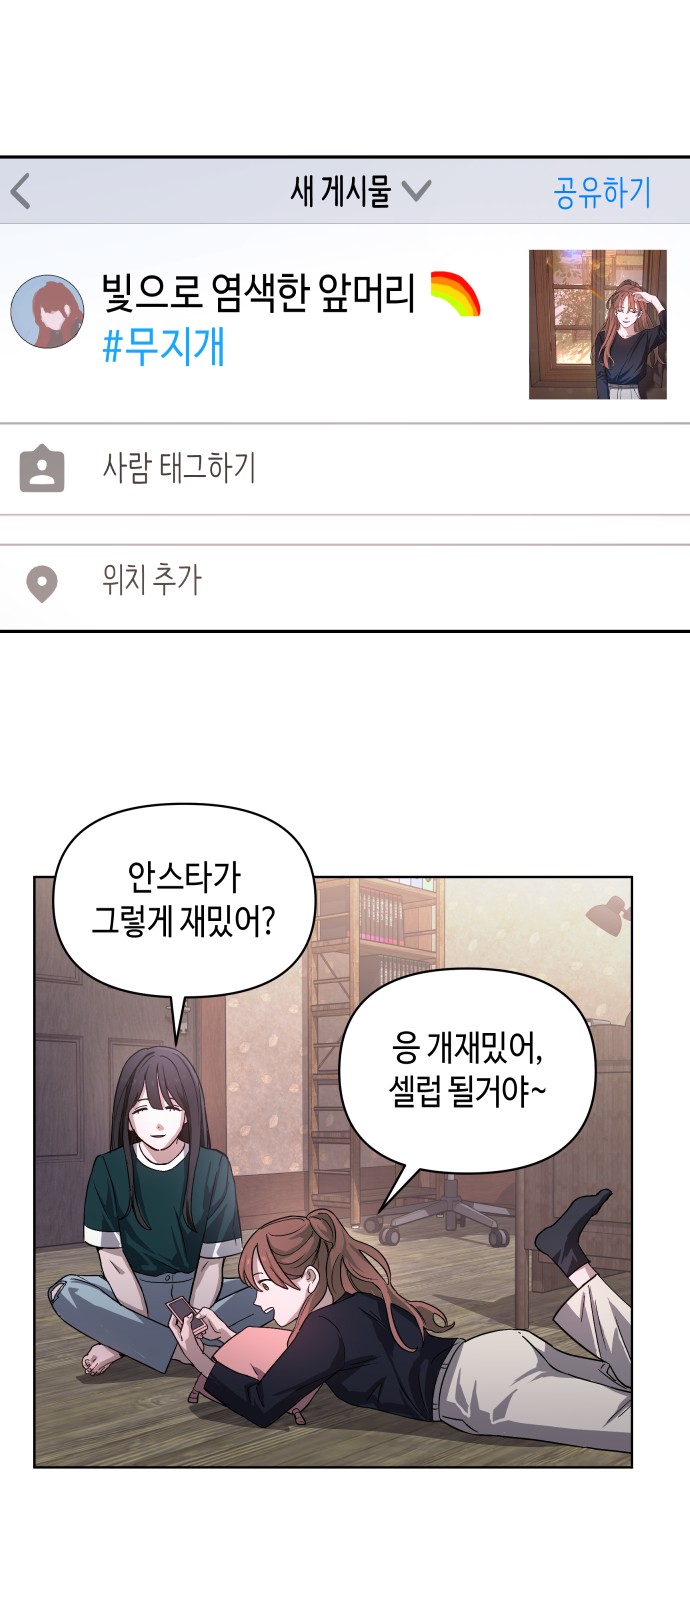 새 게시물
공유하기
빛으로 염색한 앞머리 🌈
#무지개
사람 태그하기
위치 추가
안스타가
그렇게 재밌어?
응 개재밌어,
셀럽 될거야~